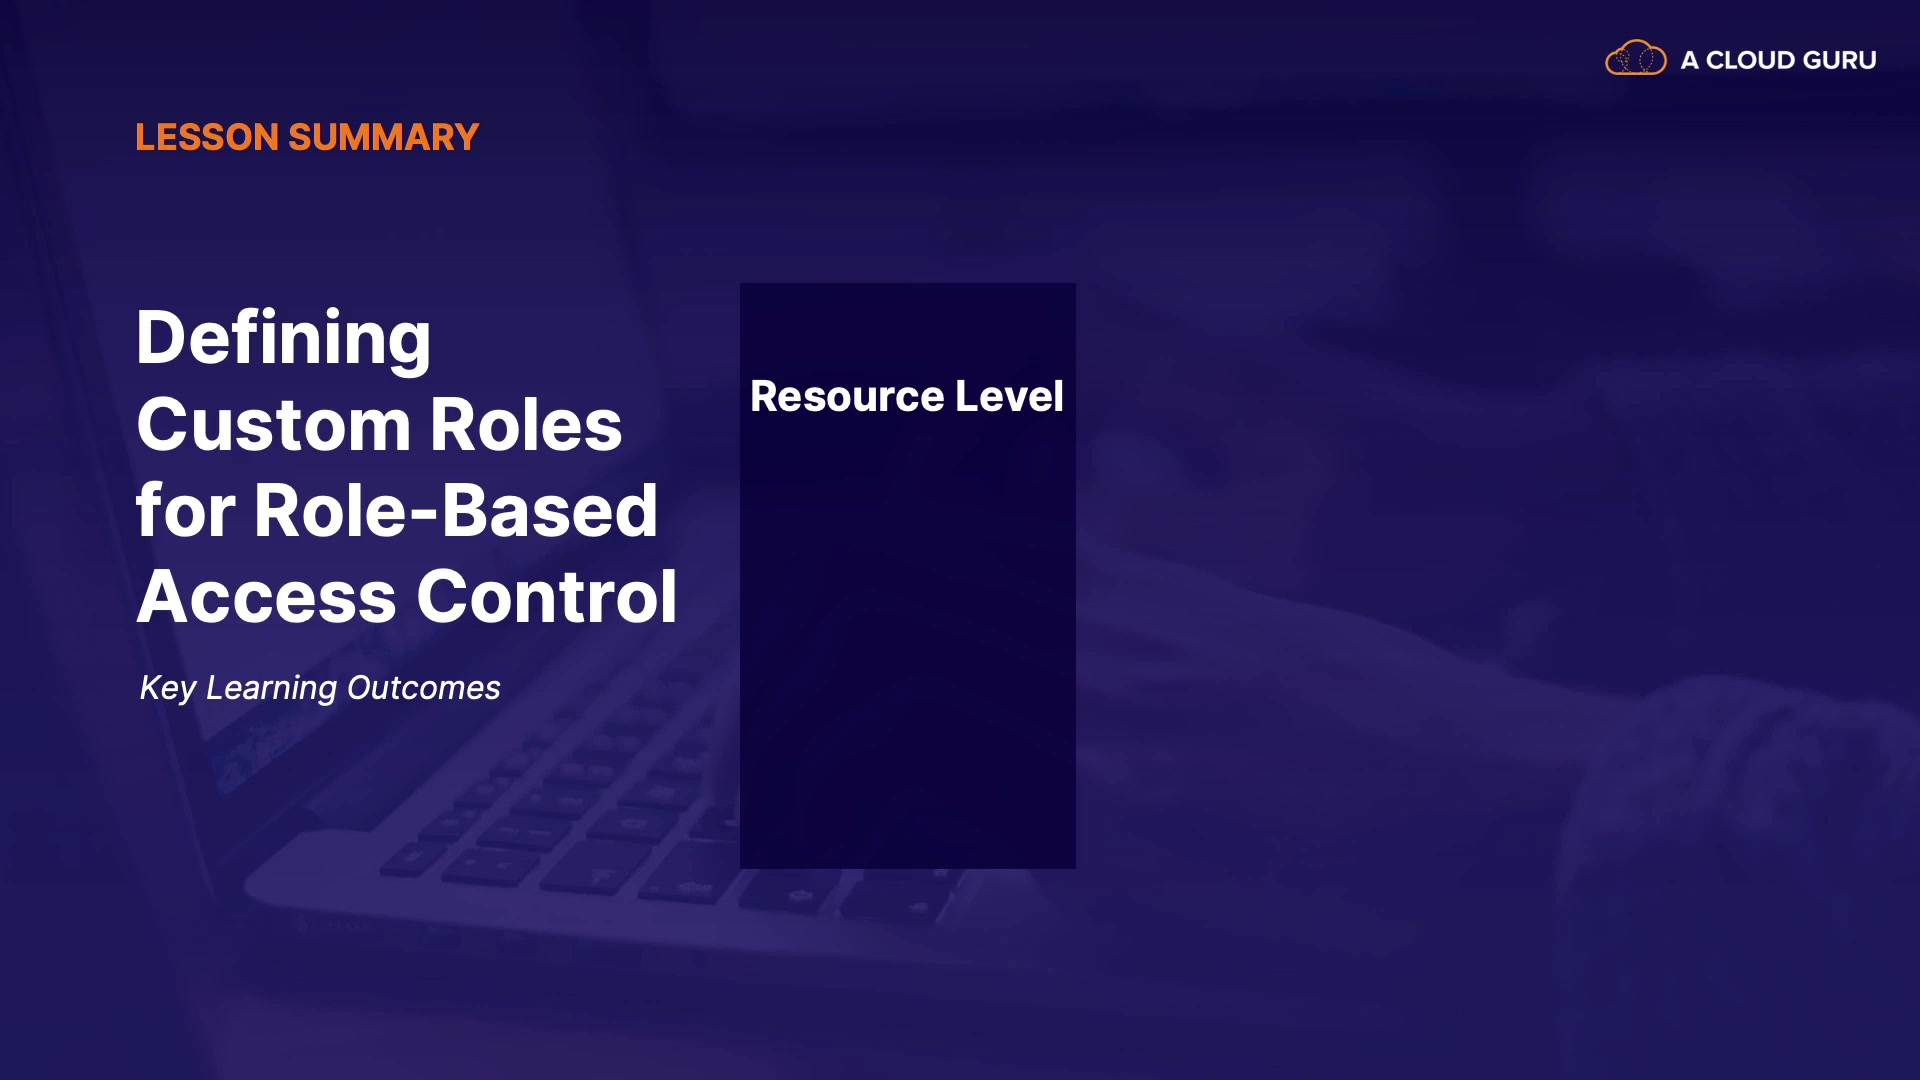 A CLOUD GURU
LESSON SUMMARY
Defining
Custom Roles
for Role-Based
Access Control
Key Learning Outcomes
Resource Level